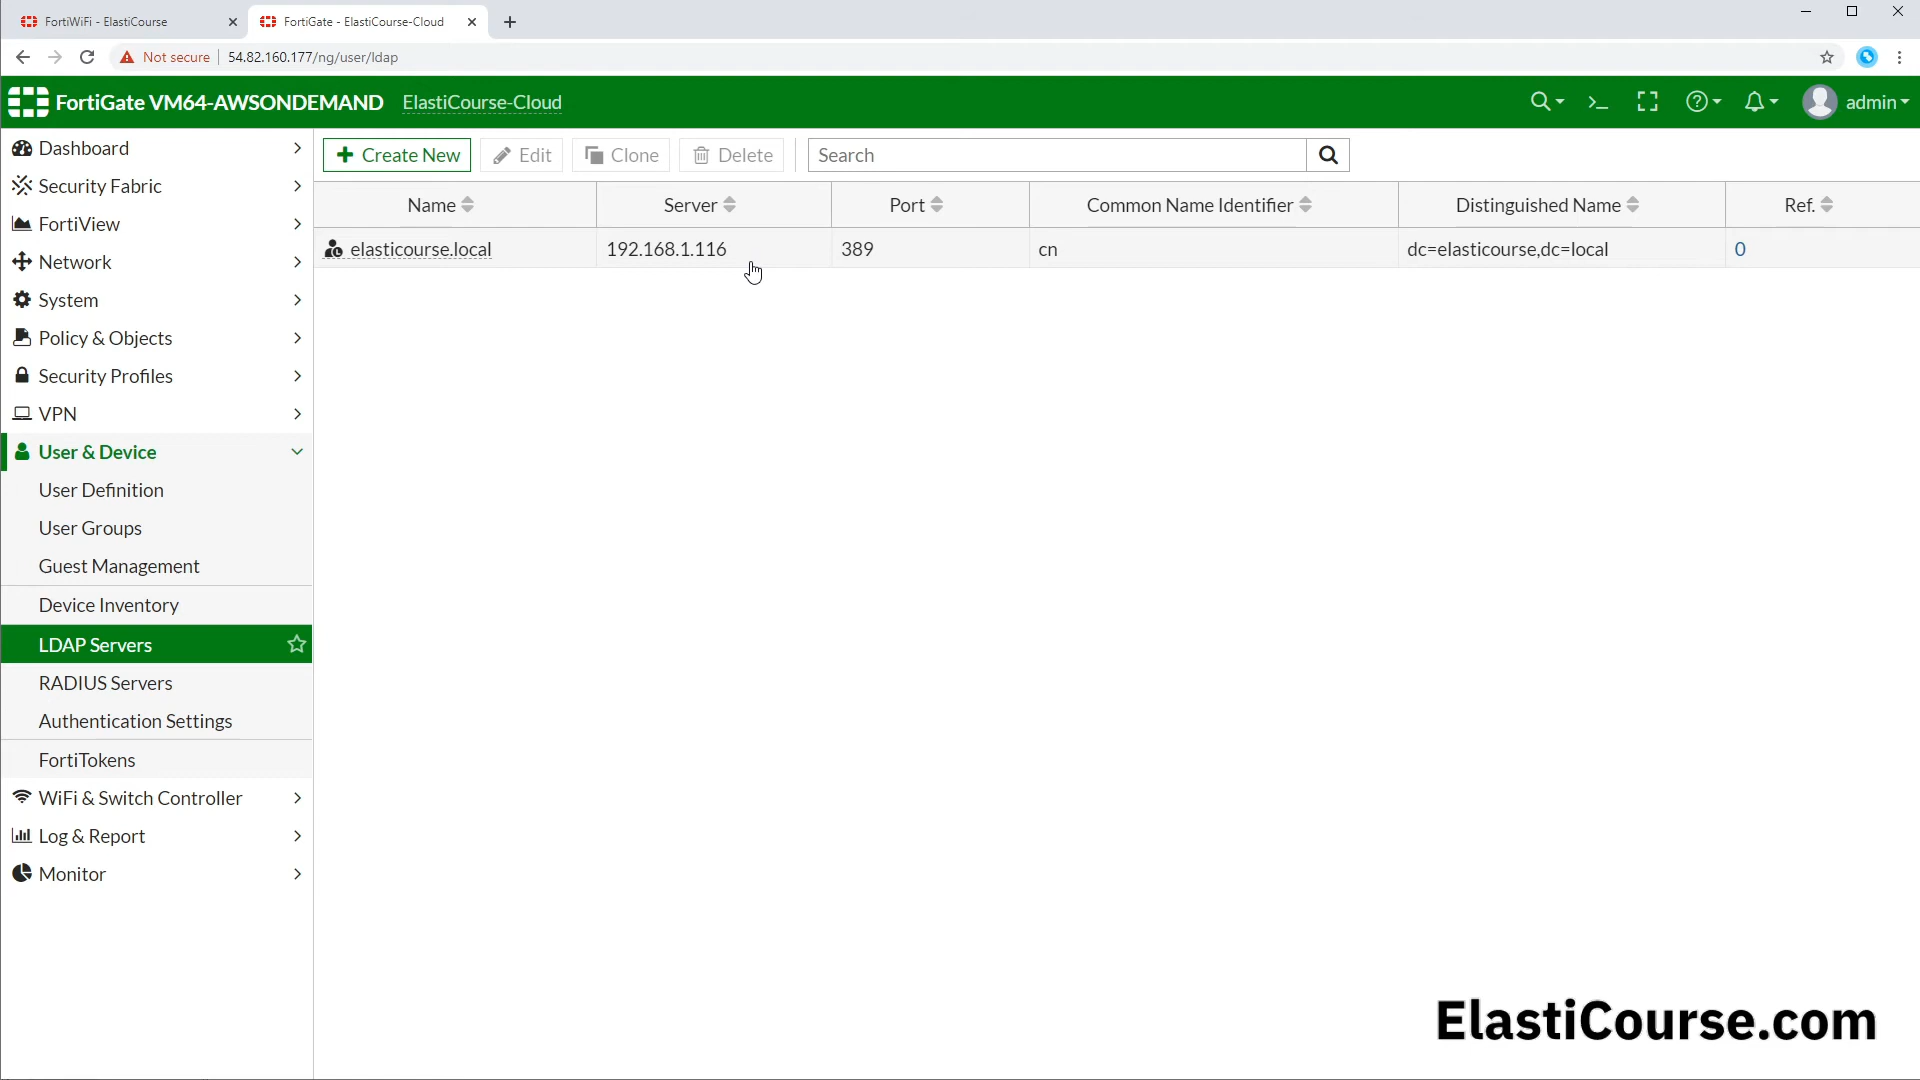 FortiWiFi - ElastiCourse
FortiGate - ElastiCourse-Cloud
Not secure 54.82.160.177/ng/user/ldap
FortiGate VM64-AWSONDEMAND ElastiCourse-Cloud
admin
Dashboard
Security Fabric
FortiView
Network
System
Policy & Objects
Security Profiles
VPN
User & Device
User Definition
User Groups
Guest Management
Device Inventory
LDAP Servers
RADIUS Servers
Authentication Settings
FortiTokens
WiFi & Switch Controller
Log & Report
Monitor
Create New Edit Clone Delete Search
Name Server Port Common Name Identifier Distinguished Name Ref.
elasticourse.local 192.168.1.116 389 cn dc=elasticourse,dc=local 0
ElastiCourse.com